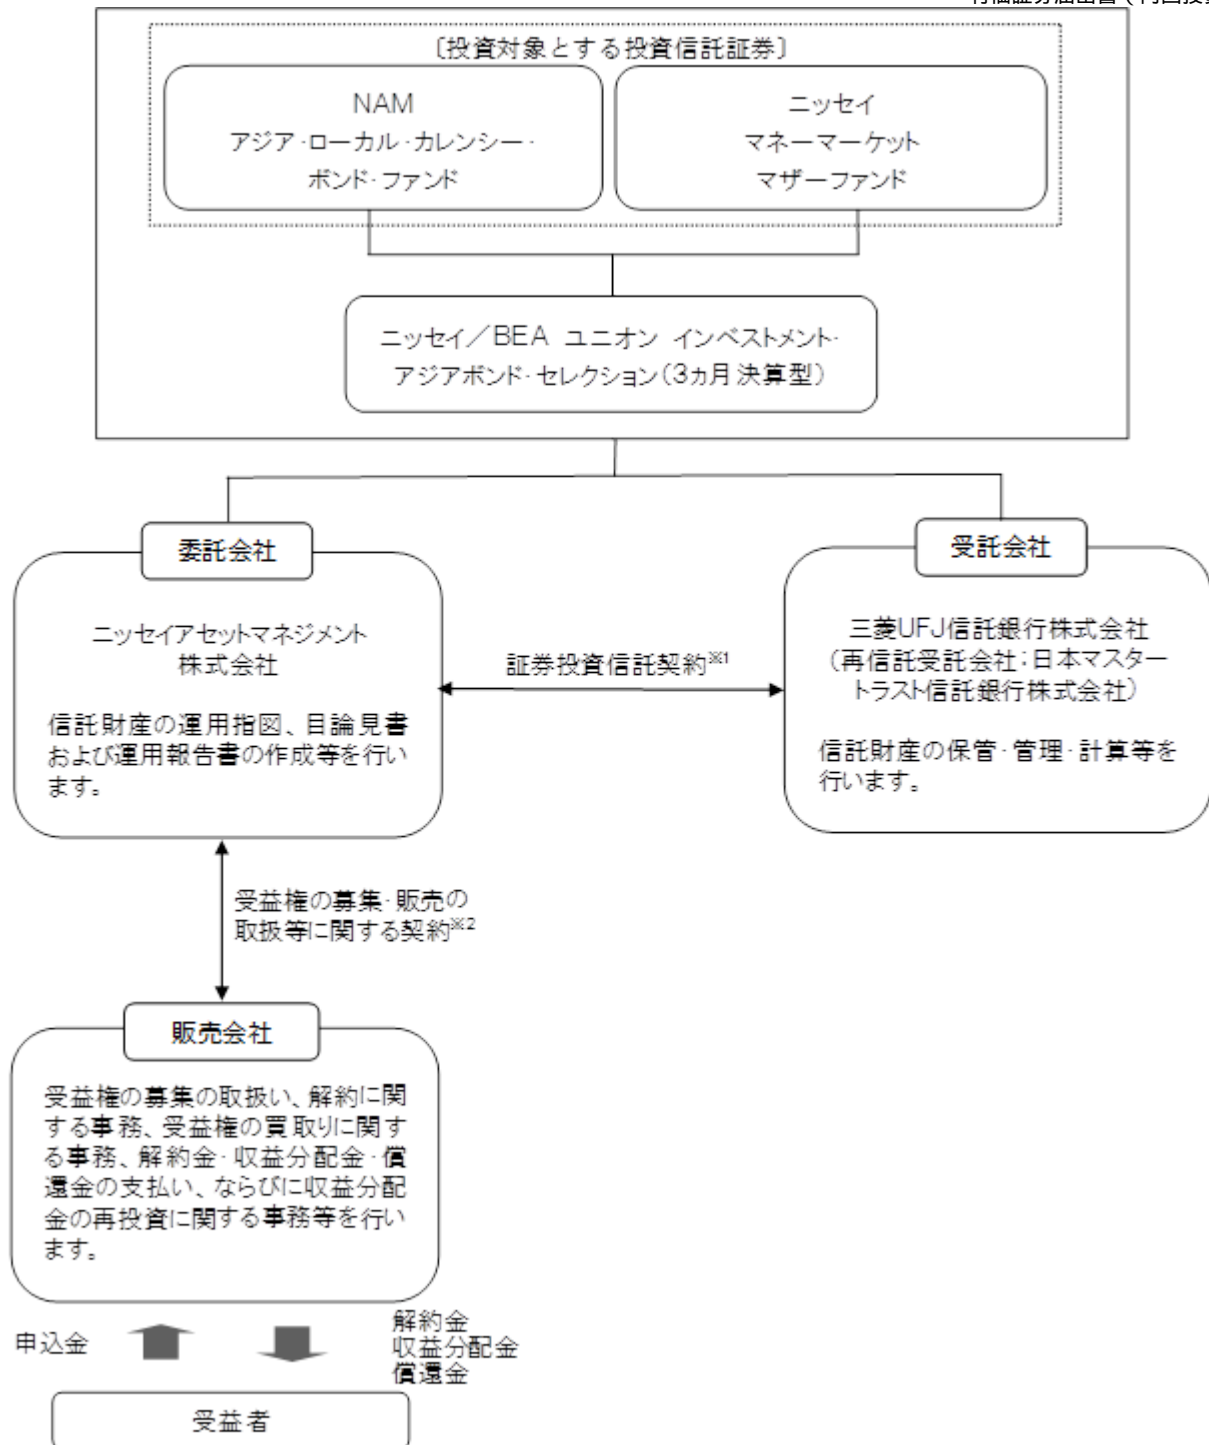 〔投資対象とする投資信託証券〕
NAM
アジア・ローカル・カレンシー・
ボンド・ファンド
ニッセイ
マネーマーケット
マザーファンド
ニッセイ／BEA ユニオン インベストメント・
アジアボンド・セレクション(3ヵ月決算型)
委託会社
ニッセイアセットマネジメント
株式会社
信託財産の運用指図、目論見書
および運用報告書の作成等を行い
ます。
証券投資信託契約※1
受託会社
三菱UFJ信託銀行株式会社
(再信託受託会社：日本マスター
トラスト信託銀行株式会社)
信託財産の保管・管理・計算等を
行います。
受益権の募集・販売の
取扱等に関する契約※2
販売会社
受益権の募集の取扱い、解約に関
する事務、受益権の買取りに関す
る事務、解約金・収益分配金・償
還金の支払い、ならびに収益分配
金の再投資に関する事務等を行い
ます。
申込金
解約金
収益分配金
償還金
受益者